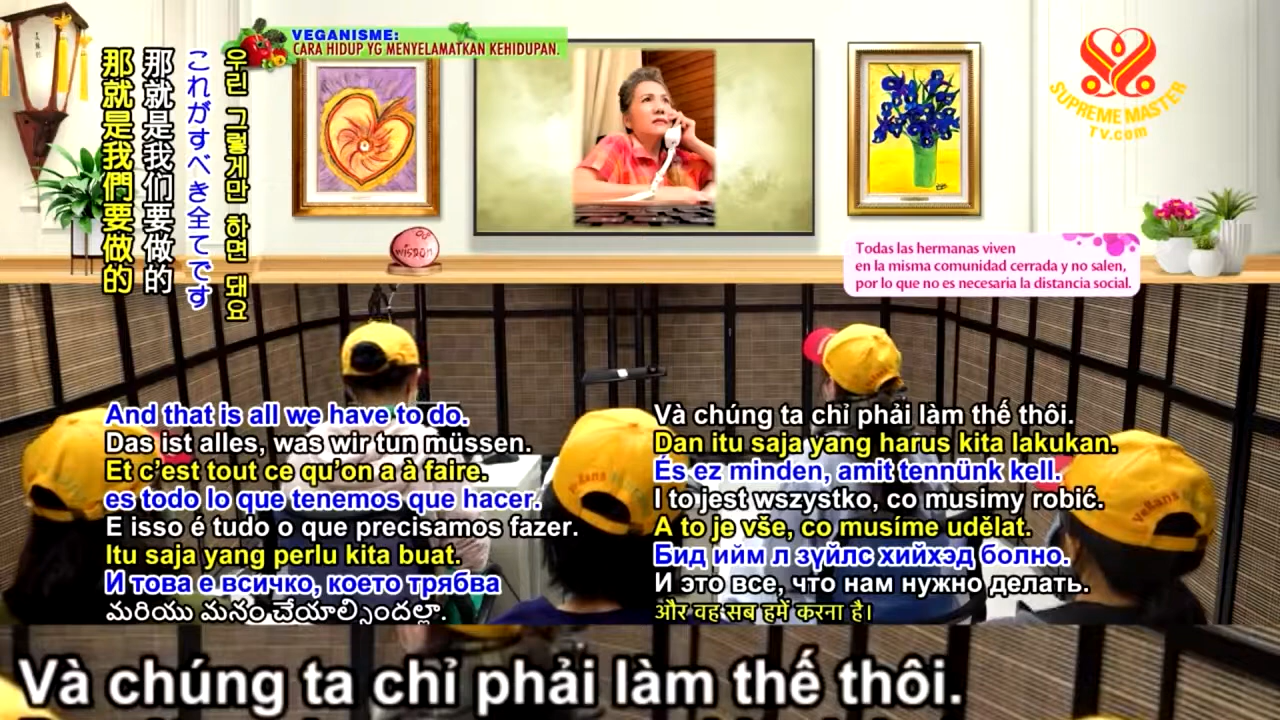 VEGANISME:
CARA HIDUP YG MENYELAMATKAN KEHIDUPAN.
SUPREME MASTER
TV.com
우린 그렇게만 하면 돼요
これがすべき全てです
那就是我们要做的
那就是我們要做的
of
wisdom
Todas las hermanas viven
en la misma comunidad cerrada y no salen,
por lo que no es necesaria la distancia social.
And that is all we have to do.
Das ist alles, was wir tun müssen.
Et c’est tout ce qu’on a à faire.
es todo lo que tenemos que hacer.
E isso é tudo o que precisamos fazer.
Itu saja yang perlu kita buat.
И това е всичко, което трябва
మరియు మనం చేయాల్సిందల్లా.
Và chúng ta chỉ phải làm thế thôi.
Dan itu saja yang harus kita lakukan.
És ez minden, amit tennünk kell.
I to jest wszystko, co musimy robić.
A to je vše, co musíme udělat.
Бид ийм л зүйлс хийхэд болно.
И это все, что нам нужно делать.
और वह सब हमें करना है।
Và chúng ta chỉ phải làm thế thôi.